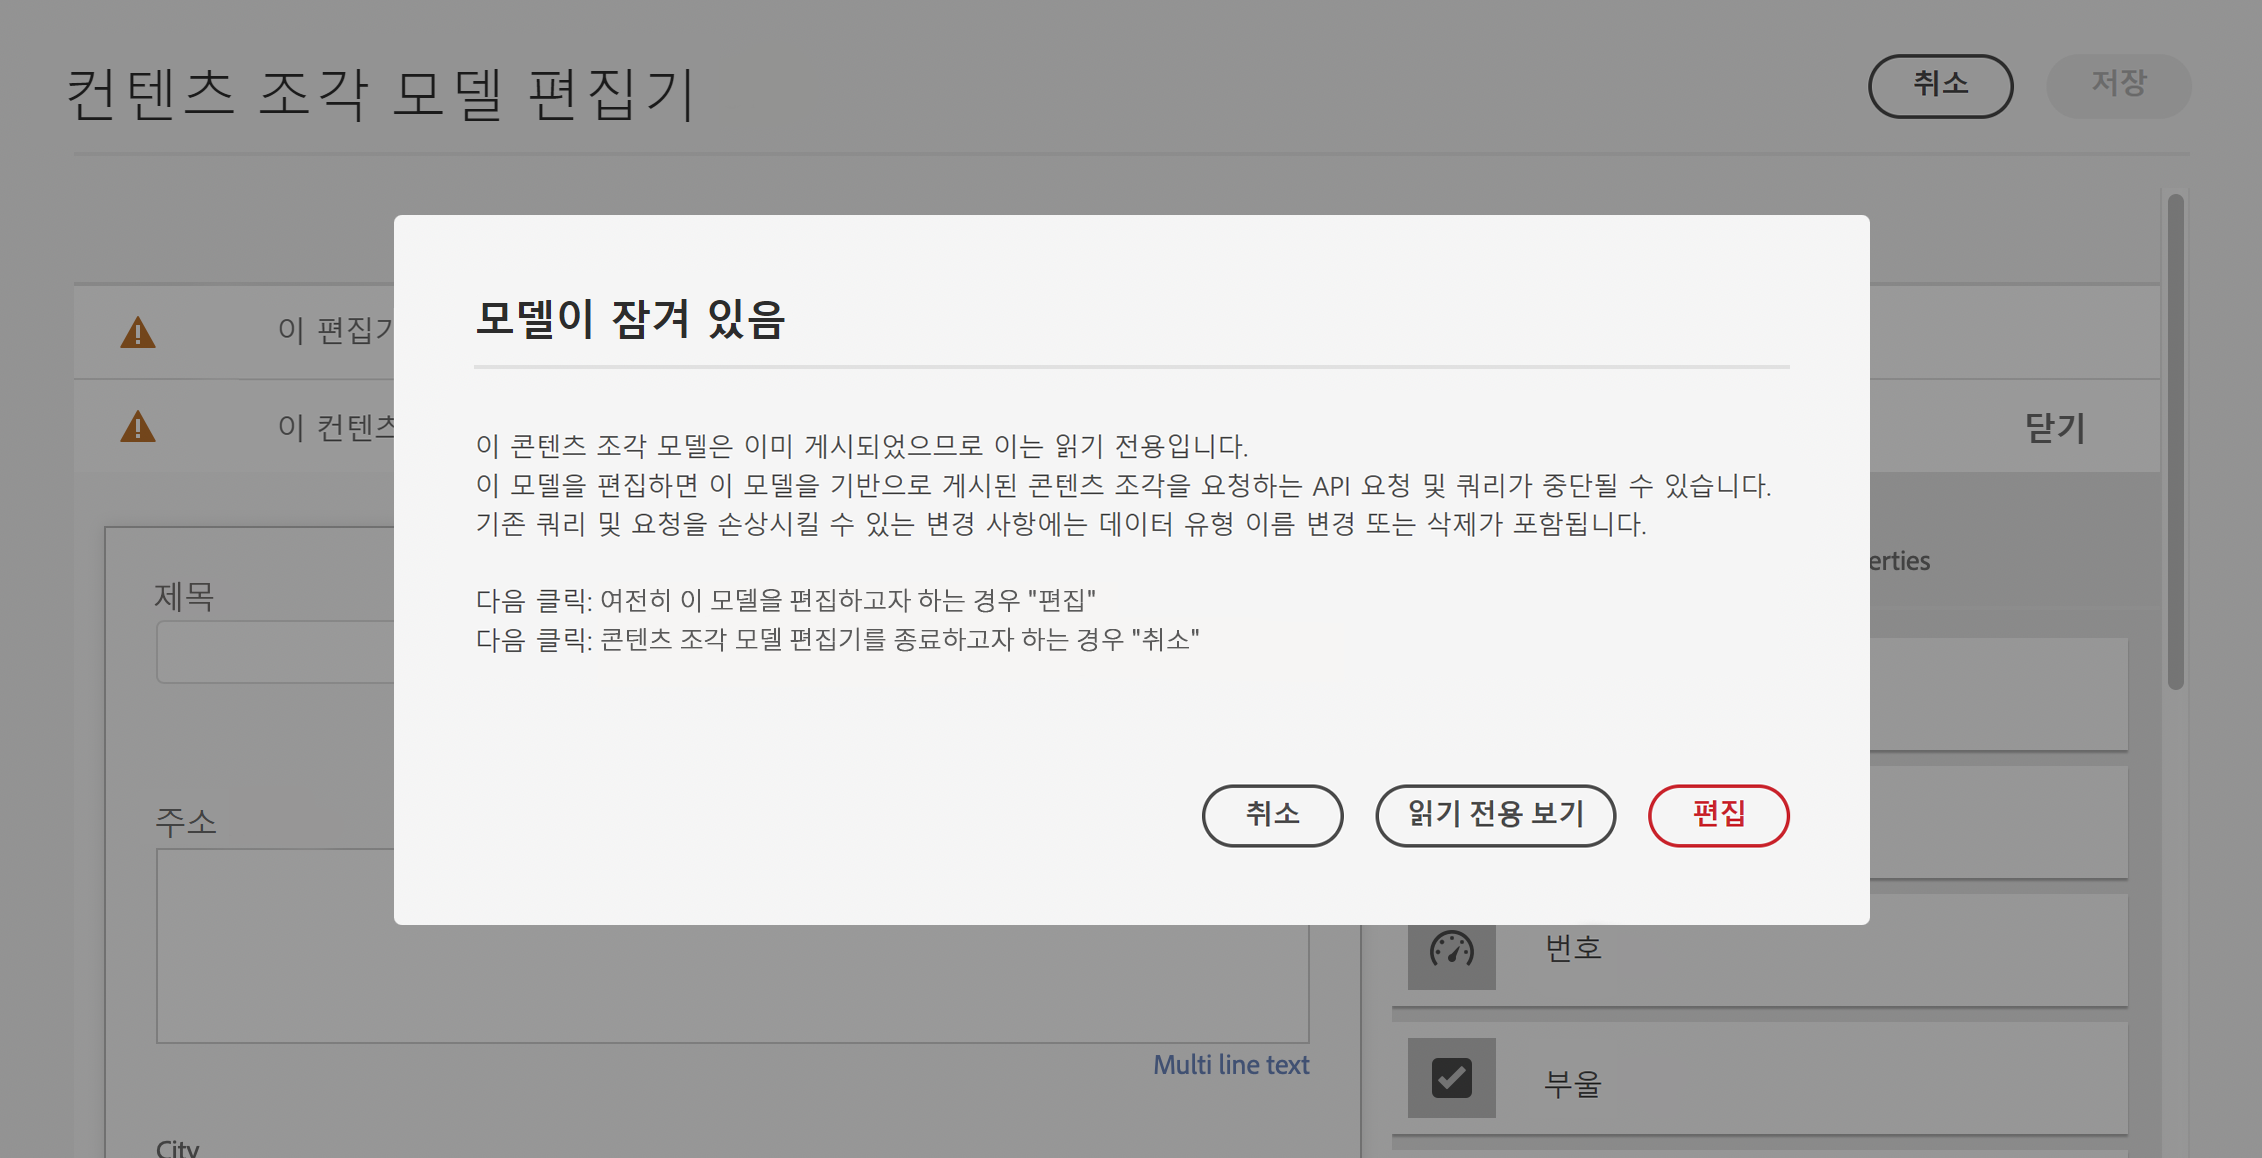 컨텐츠 조각 모델 편집기
취소
저장
이 편집기
이 컨텐츠
닫기
모델이 잠겨 있음
이 콘텐츠 조각 모델은 이미 게시되었으므로 이는 읽기 전용입니다.
이 모델을 편집하면 이 모델을 기반으로 게시된 콘텐츠 조각을 요청하는 API 요청 및 쿼리가 중단될 수 있습니다.
기존 쿼리 및 요청을 손상시킬 수 있는 변경 사항에는 데이터 유형 이름 변경 또는 삭제가 포함됩니다.
다음 클릭: 여전히 이 모델을 편집하고자 하는 경우 "편집"
다음 클릭: 콘텐츠 조각 모델 편집기를 종료하고자 하는 경우 "취소"
취소
읽기 전용 보기
편집
erties
제목
주소
Multi line text
City
번호
부울